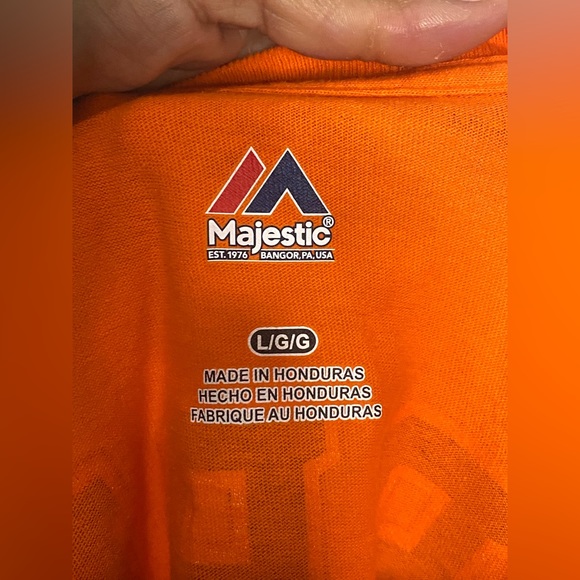 Majestic®
EST. 1976 BANGOR, PA, USA
L/G/G
MADE IN HONDURAS
HECHO EN HONDURAS
FABRIQUE AU HONDURAS